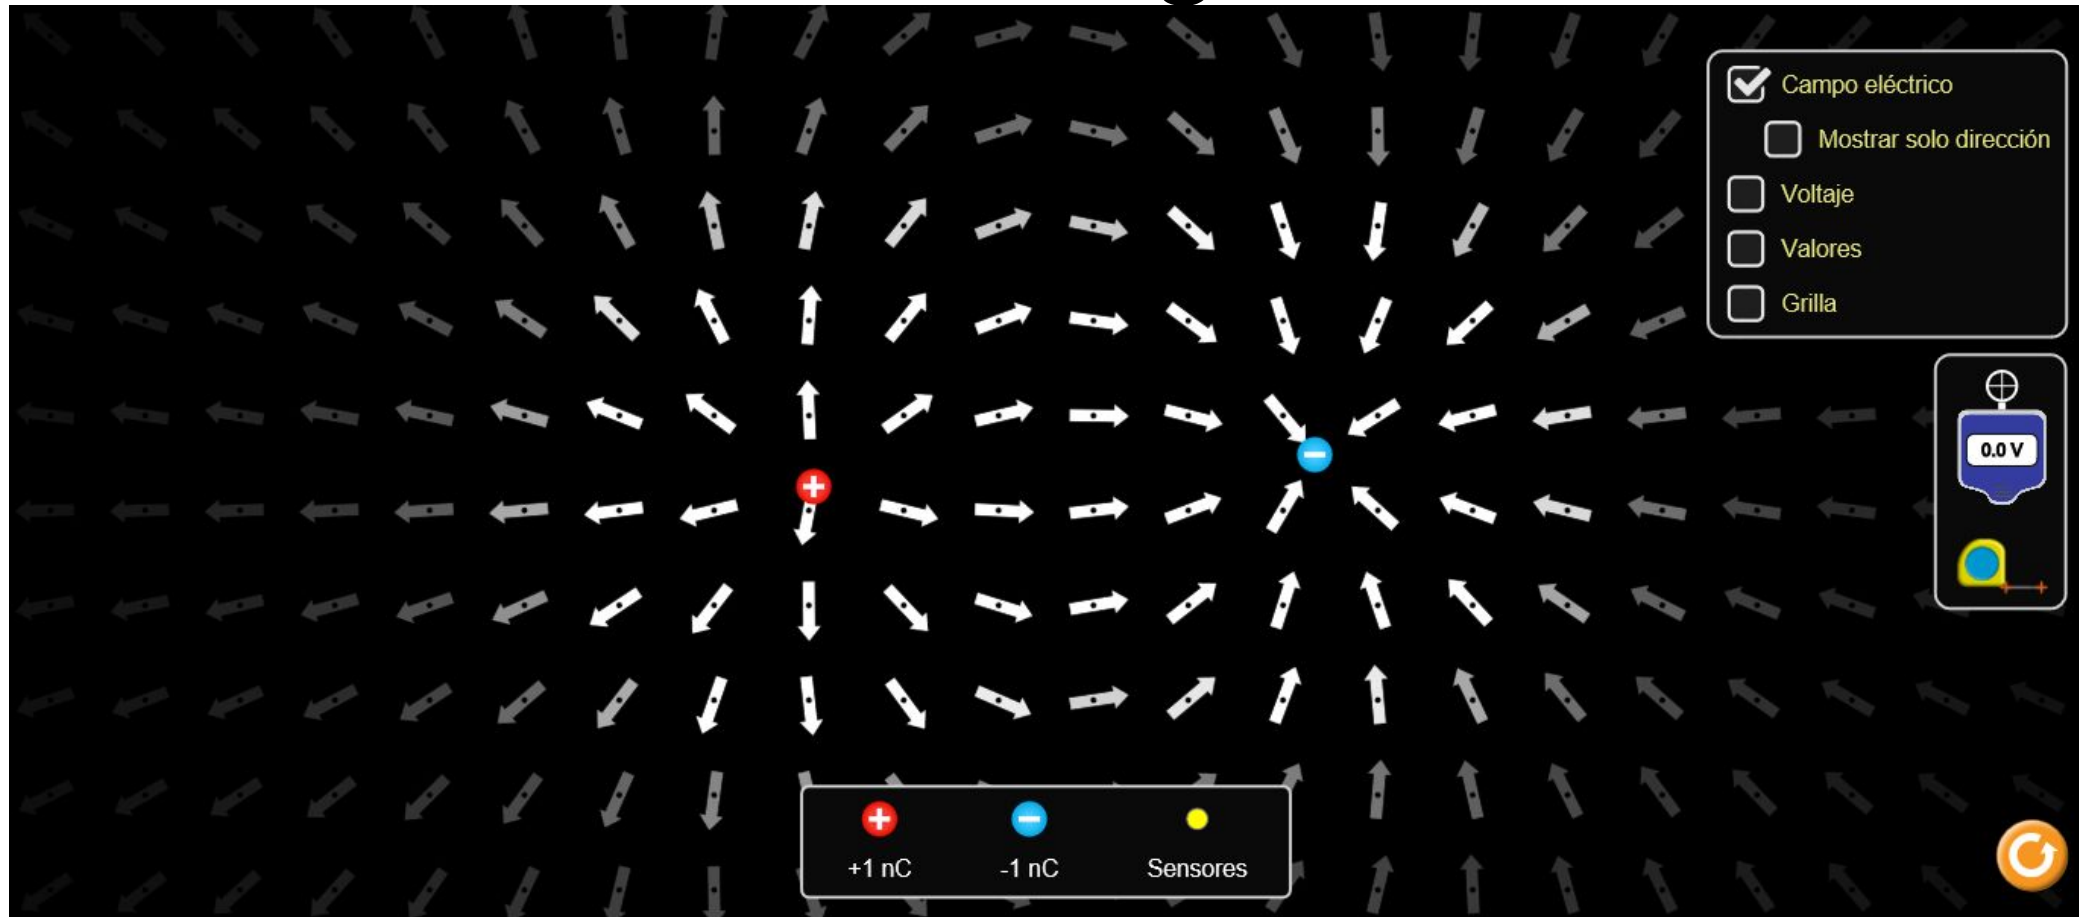 Campo eléctrico
Mostrar solo dirección
Voltaje
Valores
Grilla
0.0 V
+1 nC
-1 nC
Sensores